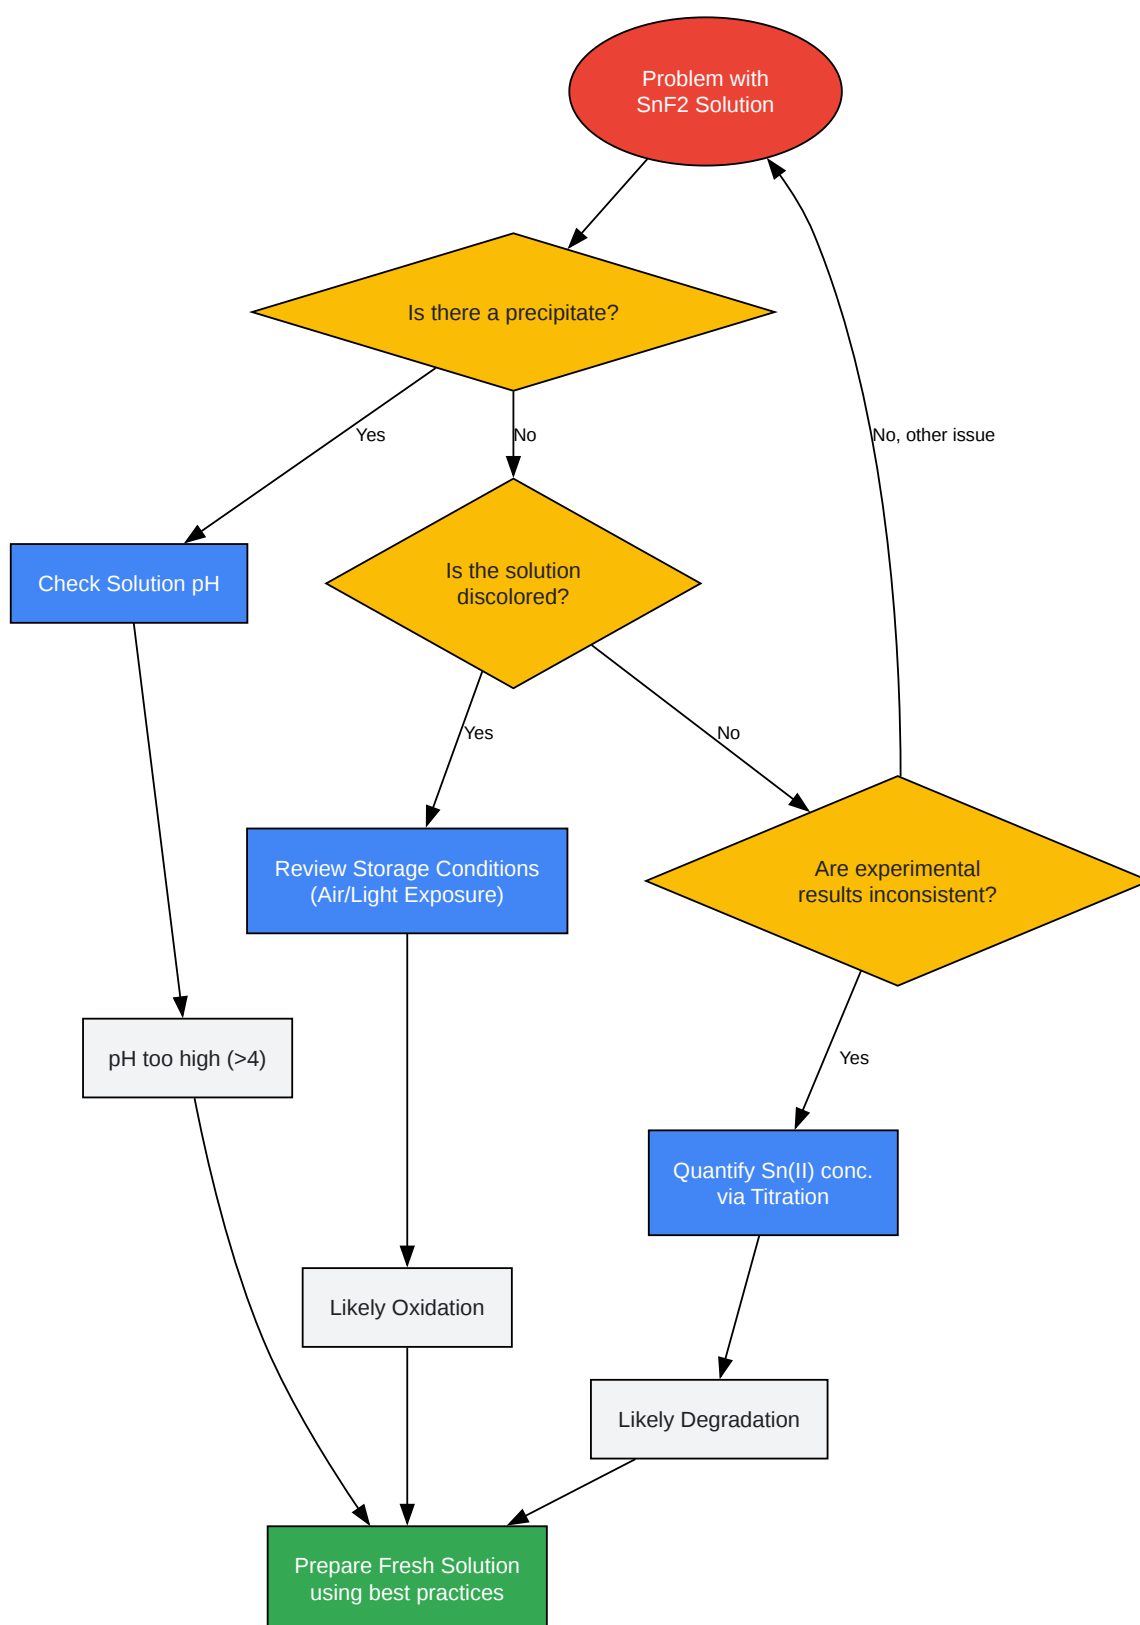 Problem with
SnF2 Solution
Is there a precipitate?
Yes
No
No, other issue
Check Solution pH
Is the solution
discolored?
Yes
No
Review Storage Conditions
(Air/Light Exposure)
Are experimental
results inconsistent?
pH too high (>4)
Yes
Quantify Sn(II) conc.
via Titration
Likely Oxidation
Likely Degradation
Prepare Fresh Solution
using best practices